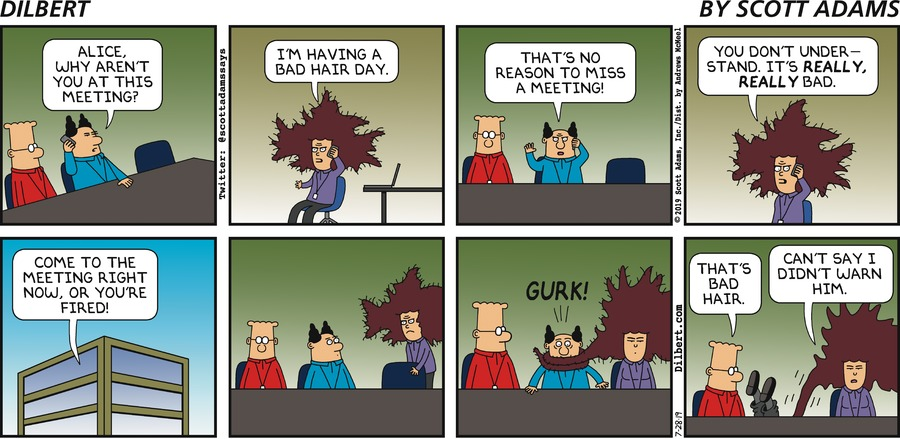 DILBERT
BY SCOTT ADAMS
ALICE,
WHY AREN'T
YOU AT THIS
MEETING?
Twitter: @scottadamssays
I'M HAVING A
BAD HAIR DAY.
THAT'S NO
REASON TO MISS
A MEETING!
©2019 Scott Adams, Inc./Dist. by Andrews McMeel
YOU DON'T UNDER–
STAND. IT'S REALLY,
REALLY BAD.
COME TO THE
MEETING RIGHT
NOW, OR YOU'RE
FIRED!
GURK!
Dilbert.com
7-28-19
THAT'S
BAD
HAIR.
CAN'T SAY I
DIDN'T WARN
HIM.